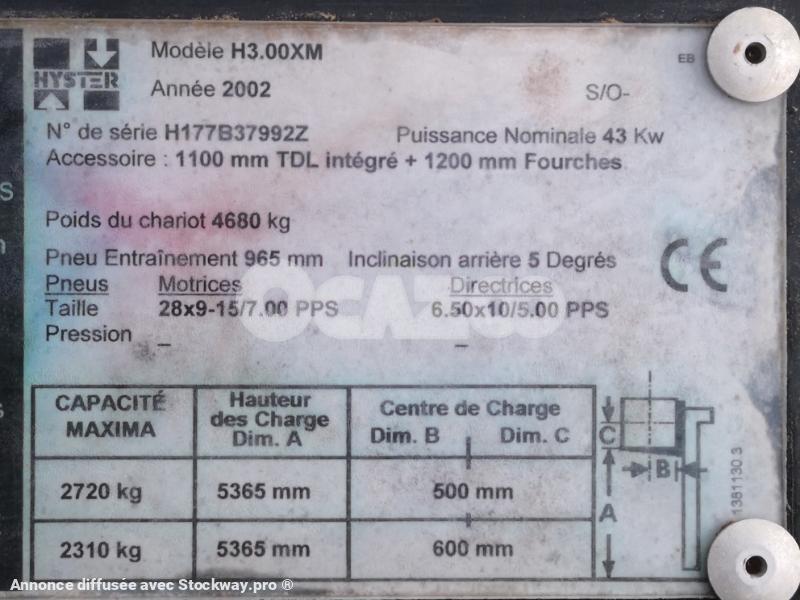 HYSTER
Modèle H3.00XM
EB
Année 2002
S/O-
N° de série H177B37992Z Puissance Nominale 43 Kw
Accessoire : 1100 mm TDL intégré + 1200 mm Fourches
Poids du chariot 4680 kg
Pneu Entraînement 965 mm Inclinaison arrière 5 Degrés
CE
Pneus Motrices Directrices
Taille 28x9-15/7.00 PPS 6.50x10/5.00 PPS
Pression _ _
CAPACITÉ MAXIMA
Hauteur des Charge Dim. A
Centre de Charge
Dim. B Dim. C
2720 kg 5365 mm 500 mm
2310 kg 5365 mm 600 mm
C
B
A
1381130 3
Annonce diffusée avec Stockway.pro ®